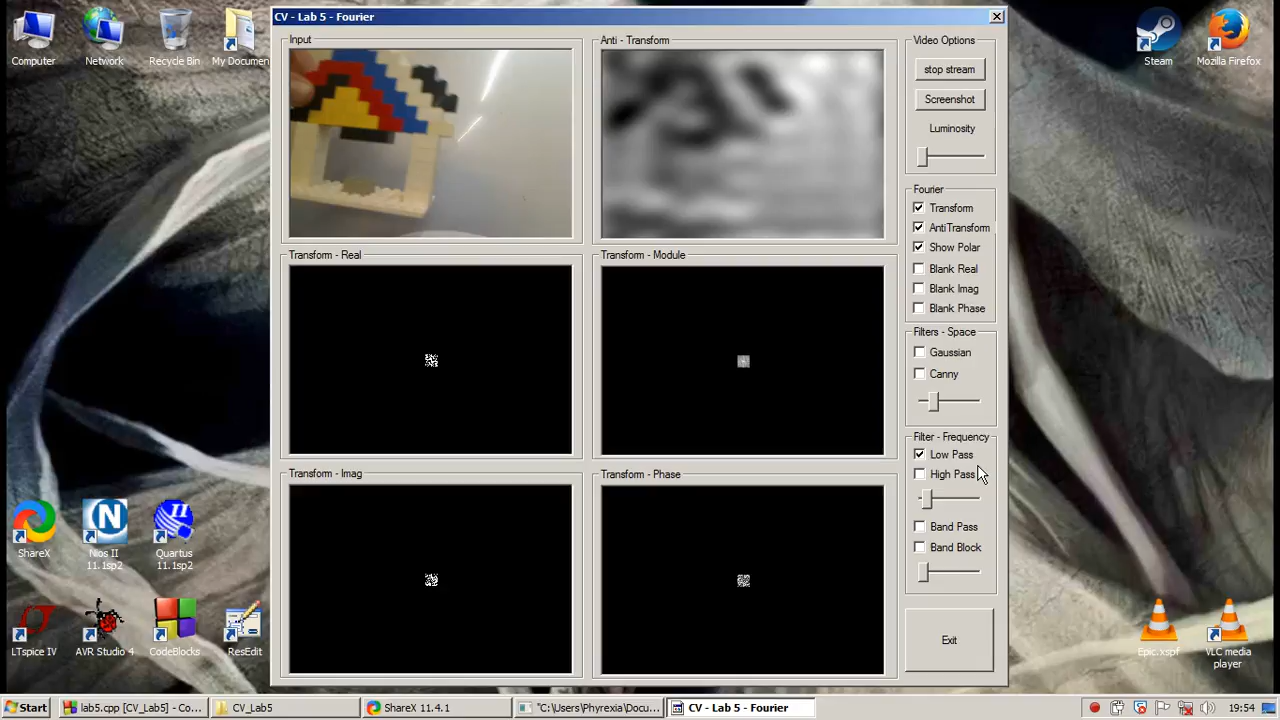 CV - Lab 5 - Fourier
Computer
Network
Recycle Bin
My Documen
Steam
Mozilla Firefox
Input
Anti - Transform
Transform - Real
Transform - Module
Transform - Imag
Transform - Phase
Video Options
stop stream
Screenshot
Luminosity
Fourier
Transform
AntiTransform
Show Polar
Blank Real
Blank Imag
Blank Phase
Filters - Space
Gaussian
Canny
Filter - Frequency
Low Pass
High Pass
Band Pass
Band Block
Exit
ShareX
Nios II
11.1sp2
Quartus
11.1sp2
LTspice IV
AVR Studio 4
CodeBlocks
ResEdit
Epic.xspf
VLC media
player
Start
lab5.cpp [CV_Lab5] - Co...
CV_Lab5
ShareX 11.4.1
"C:\Users\Phyrexia\Docu...
CV - Lab 5 - Fourier
19:54